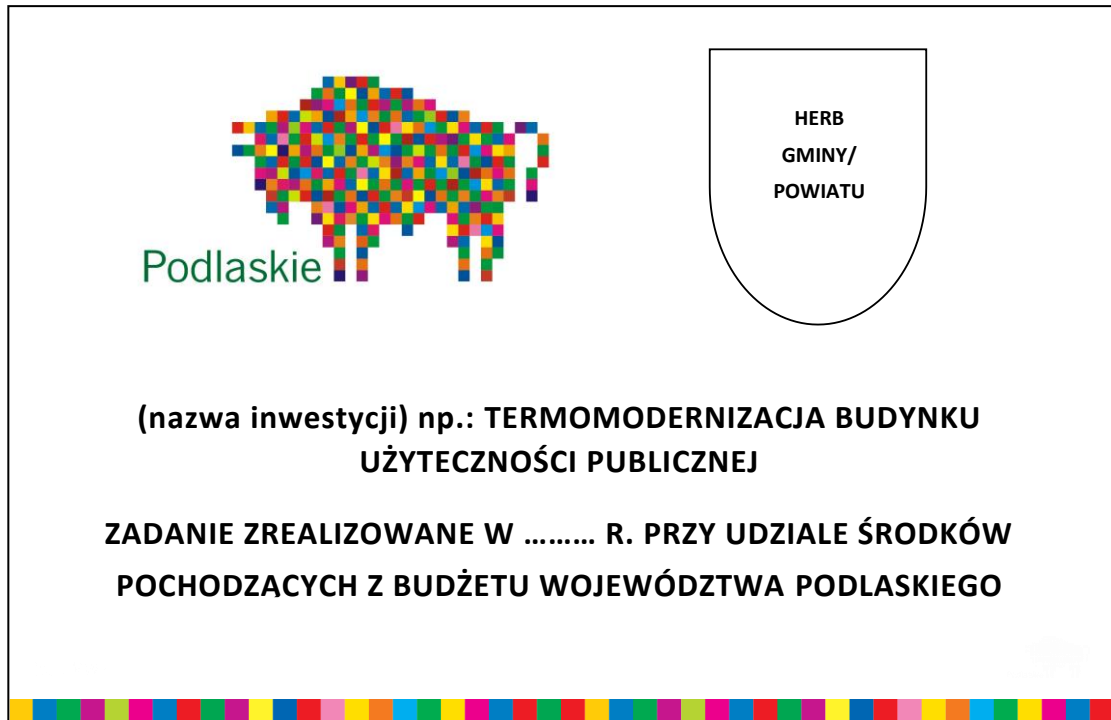 Podlaskie
HERB
GMINY/
POWIATU
(nazwa inwestycji) np.: TERMOMODERNIZACJA BUDYNKU
UŻYTECZNOŚCI PUBLICZNEJ
ZADANIE ZREALIZOWANE W ……… R. PRZY UDZIALE ŚRODKÓW
POCHODZĄCYCH Z BUDŻETU WOJEWÓDZTWA PODLASKIEGO